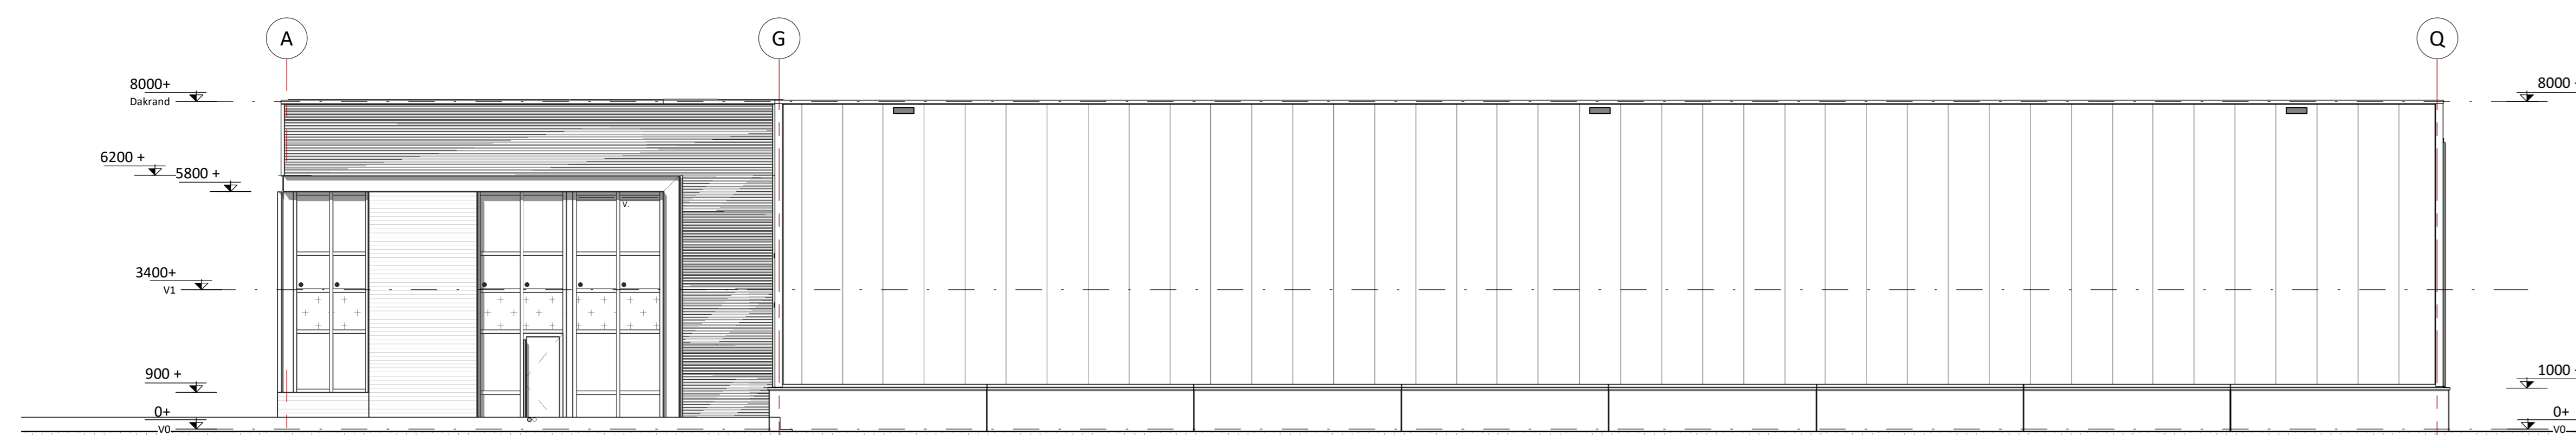 A
G
Q
8000+
Dakrand
8000
6200 +
5800 +
V.
3400+
V1
900 +
1000
0+
V0
0+
V0